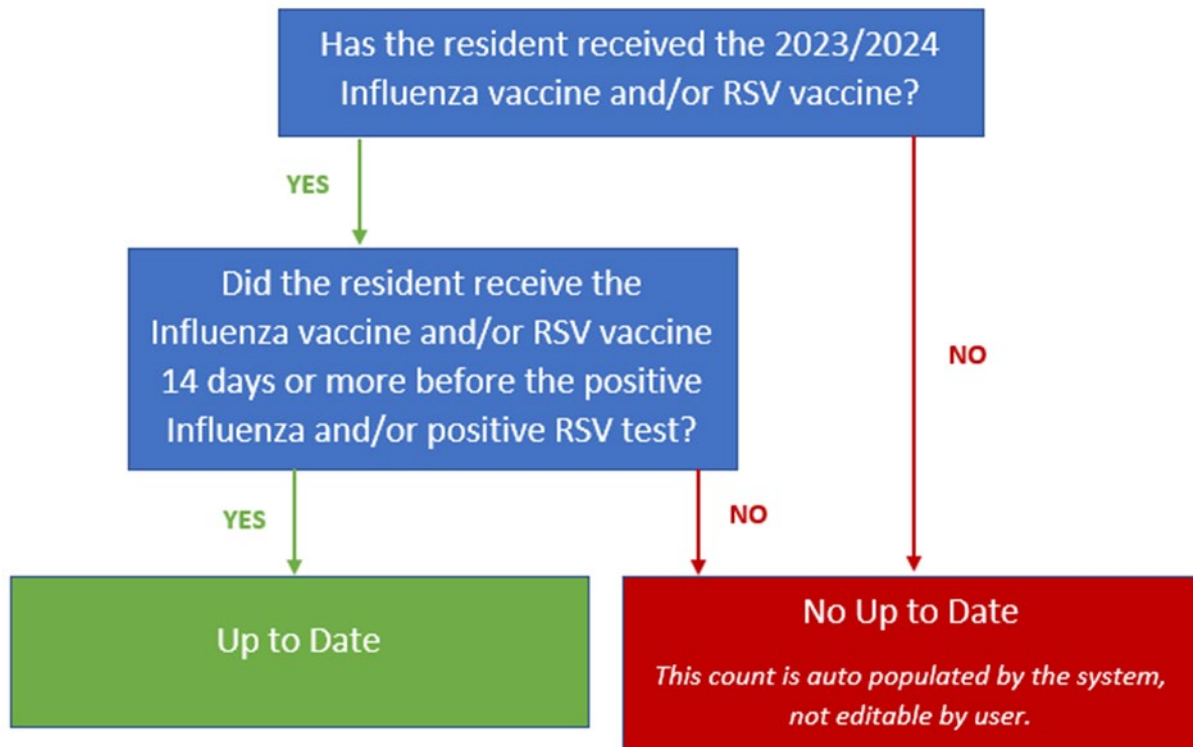 Has the resident received the 2023/2024
Influenza vaccine and/or RSV vaccine?
YES
NO
Did the resident receive the
Influenza vaccine and/or RSV vaccine
14 days or more before the positive
Influenza and/or positive RSV test?
YES
NO
Up to Date
No Up to Date
This count is auto populated by the system,
not editable by user.